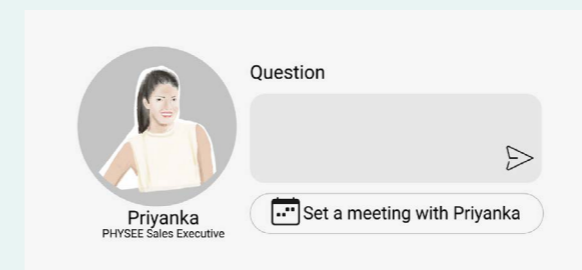 Question
Set a meeting with Priyanka
Priyanka
PHYSEE Sales Executive